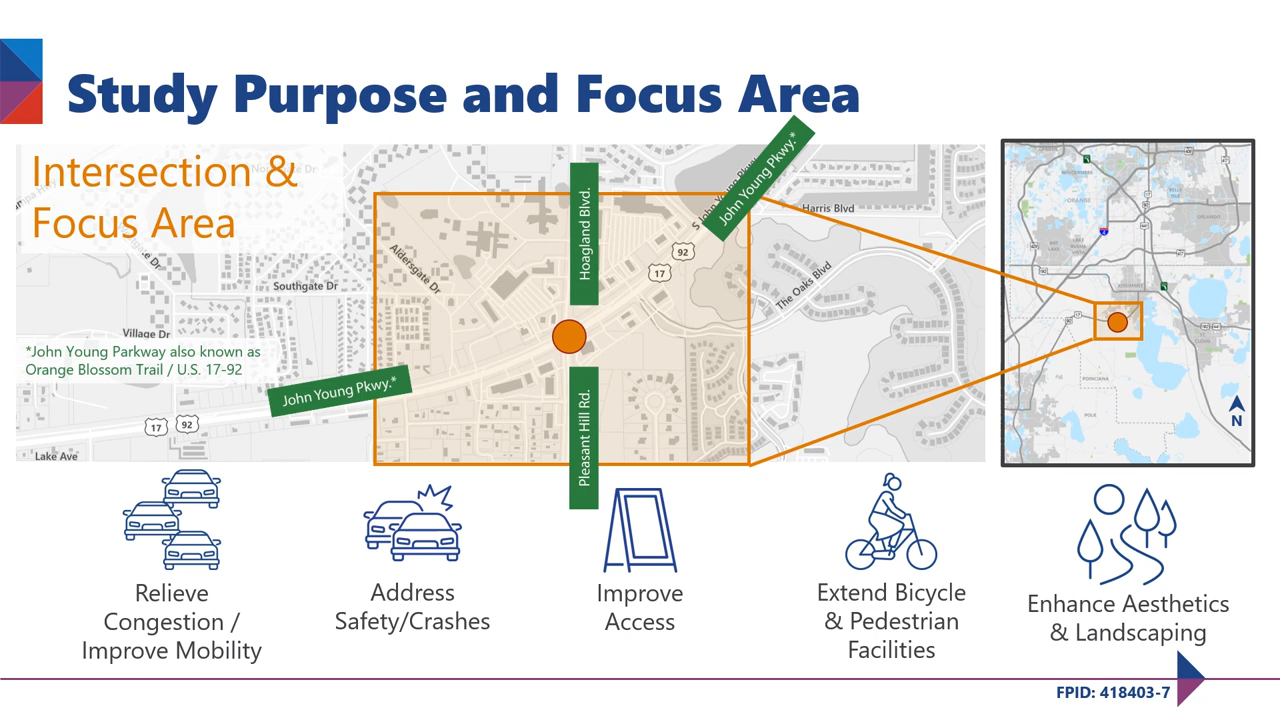 Study Purpose and Focus Area
Intersection &
Focus Area
Hoagland Blvd.
John Young Pkwy.*
Harris Blvd
Aldersgate Dr
92
17
The Oaks Blvd
Southgate Dr
Village Dr
*John Young Parkway also known as
Orange Blossom Trail / U.S. 17-92
John Young Pkwy.*
Pleasant Hill Rd.
17
92
Lake Ave
ORANGE
POINCIANA
POLK
N
Relieve
Congestion /
Improve Mobility
Address
Safety/Crashes
Improve
Access
Extend Bicycle
& Pedestrian
Facilities
Enhance Aesthetics
& Landscaping
FPID: 418403-7